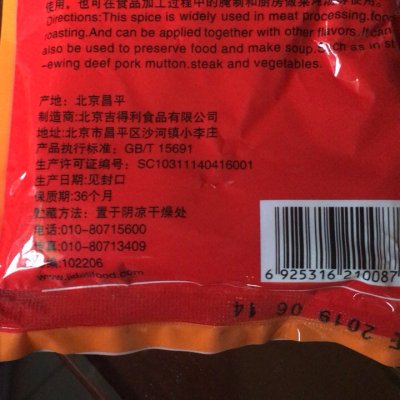 使用，也可在食品加工过程中的腌制和厨房做菜
Directions:This spice is widely used in meat processing.food
roasting.And can be applied together with other flavors. It can
also be used to preserve food and make soup.Such as in st
-ewing deef pork mutton.steak and vegetables.
产地：北京昌平
制造商:北京吉得利食品有限公司
地址:北京市昌平区沙河镇小李庄
产品执行标准：GB/T 15691
生产许可证编号：SC10311140416001
生产日期:见封口
保质期:36个月
贮藏方法：置于阴凉干燥处
电话:010-80715600
传真:010-80713409
邮编:102206
6 925316 210087
2019 06 14